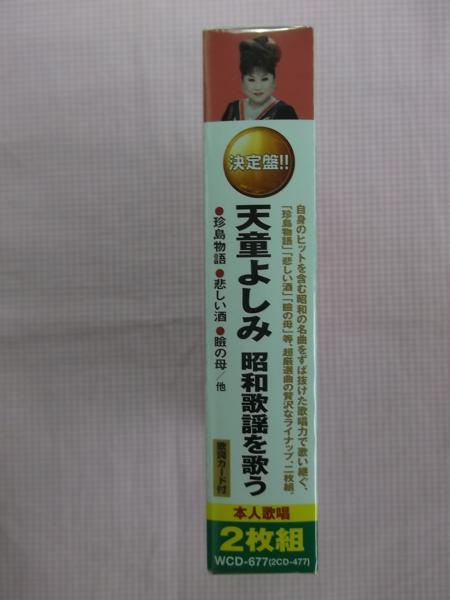 決定盤!!
自身のヒットを含む昭和の名曲をずば抜けた歌唱力で歌い継ぐ、
「珍島物語」「悲しい酒」「瞼の母」等、超厳選曲の贅沢なラインナップ、二枚組。
天童よしみ 昭和歌謡を歌う
●珍島物語 ●悲しい酒 ●瞼の母/他
歌詞カード付
本人歌唱
2枚組
WCD-677(2CD-477)